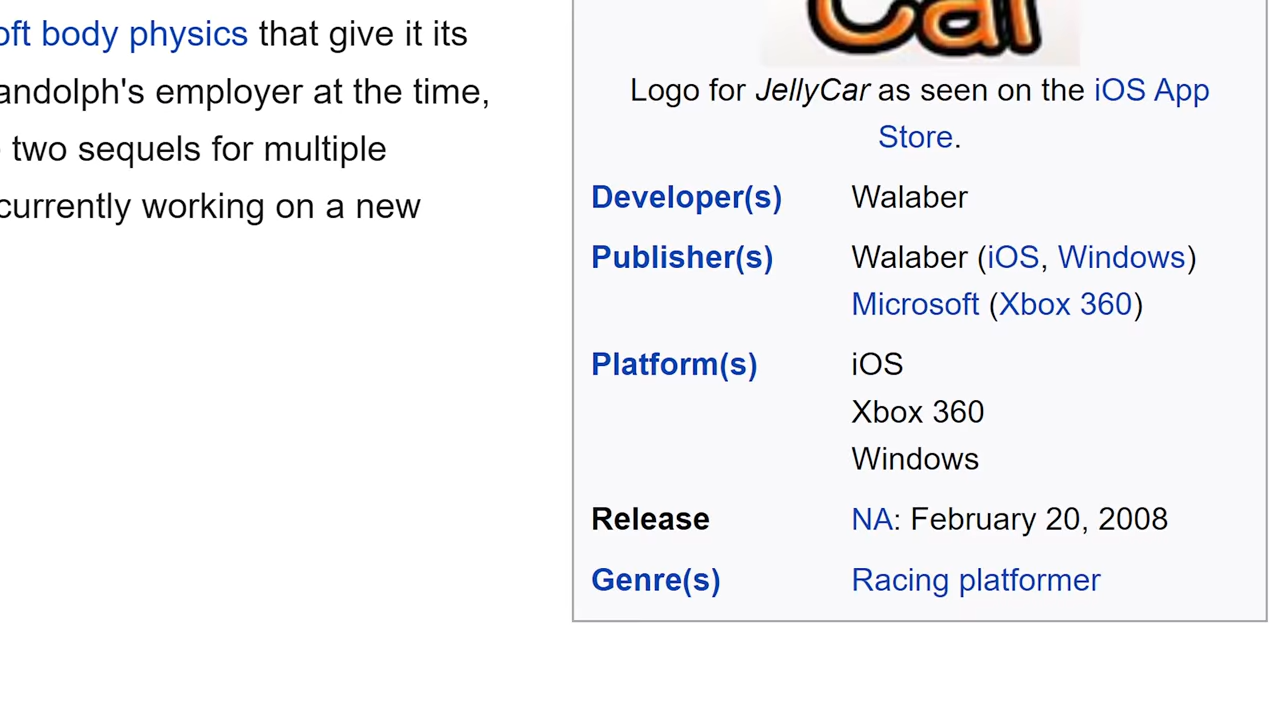 oft body physics that give it its
andolph's employer at the time,
two sequels for multiple
currently working on a new
Car
Logo for JellyCar as seen on the iOS App
Store.
Developer(s) Walaber
Publisher(s) Walaber (iOS, Windows)
Microsoft (Xbox 360)
Platform(s) iOS
Xbox 360
Windows
Release NA: February 20, 2008
Genre(s) Racing platformer